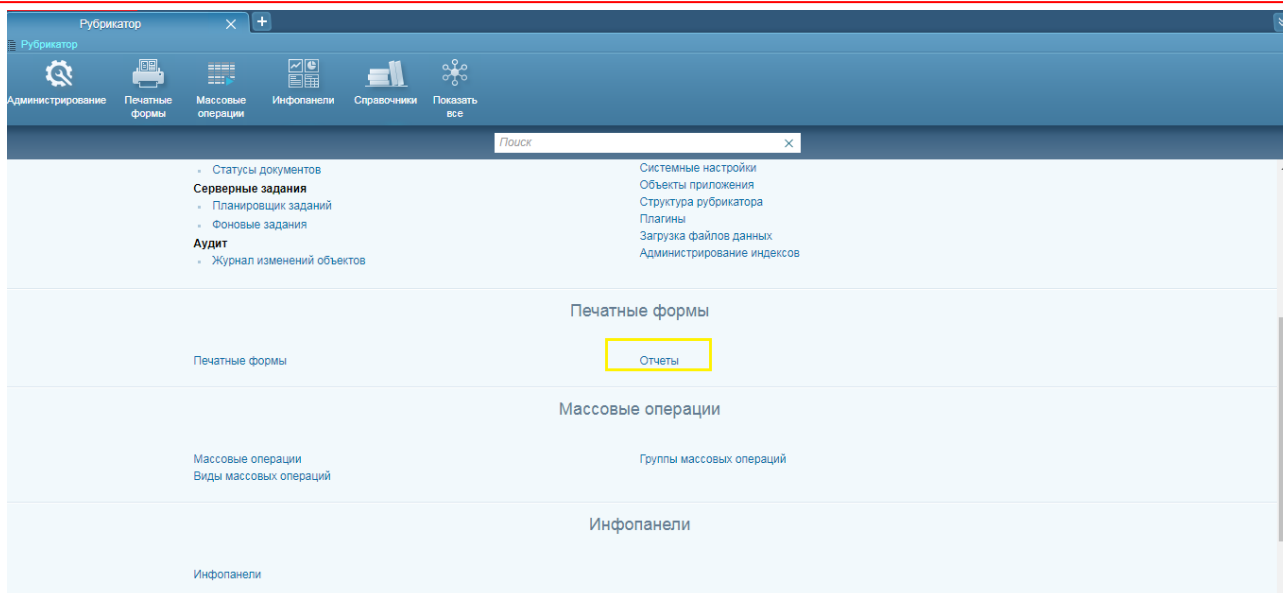 Рубрикатор
Рубрикатор
Администрирование
Печатные формы
Массовые операции
Инфопанели
Справочники
Показать все
Поиск
Статусы документов
Серверные задания
Планировщик заданий
Фоновые задания
Аудит
Журнал изменений объектов
Системные настройки
Объекты приложения
Структура рубрикатора
Плагины
Загрузка файлов данных
Администрирование индексов
Печатные формы
Печатные формы
Отчеты
Массовые операции
Массовые операции
Виды массовых операций
Группы массовых операций
Инфопанели
Инфопанели